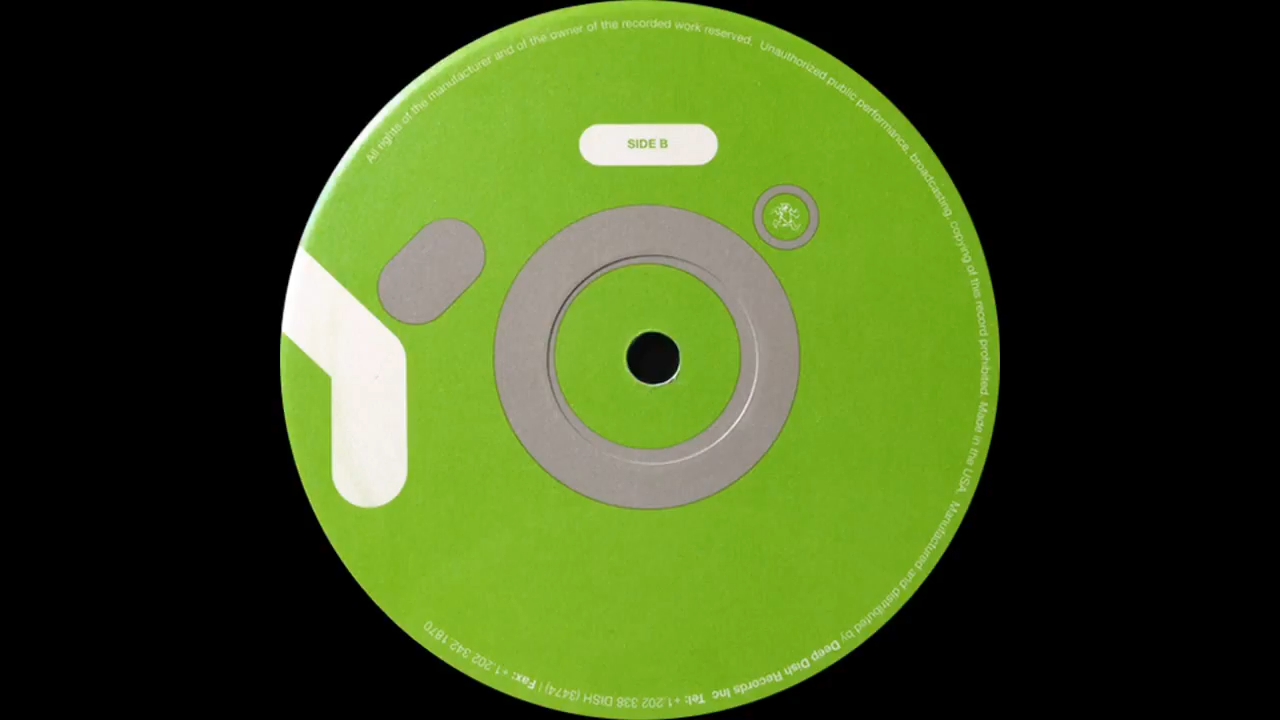 All rights of the manufacturer and of the owner of the recorded work reserved. Unauthorized public performance, broadcasting, copying of this record prohibited. Made in the USA. Manufactured and distributed by Deep Dish Records Inc Tel: +1.202 338 DISH (3474) | Fax: +1.202 342.1870
SIDE B